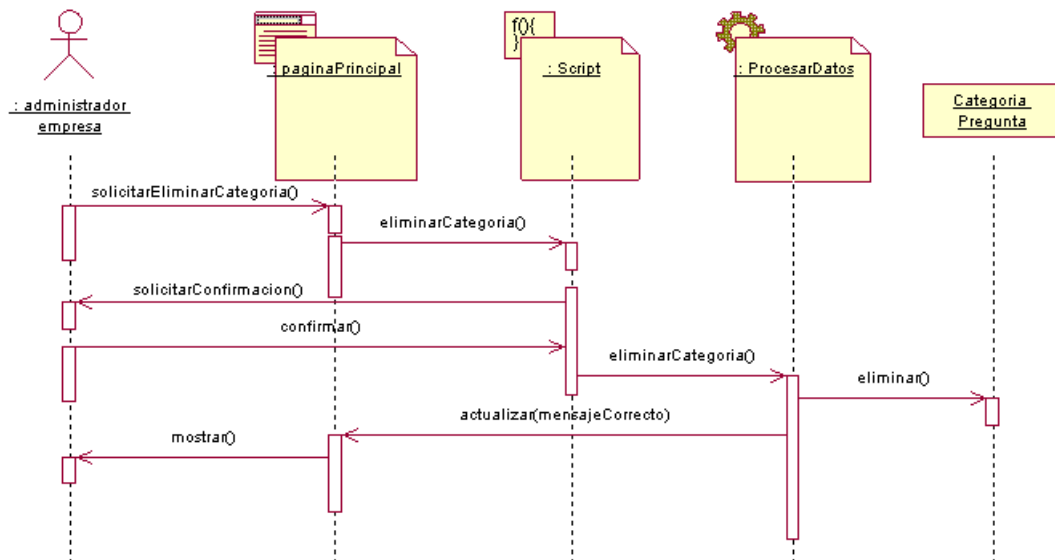 f(){
}
: administrador
empresa
: paginaPrincipal
: Script
: ProcesarDatos
Categoria
Pregunta
solicitarEliminarCategoria()
eliminarCategoria()
solicitarConfirmacion()
confirmar()
eliminarCategoria()
eliminar()
actualizar(mensajeCorrecto)
mostrar()